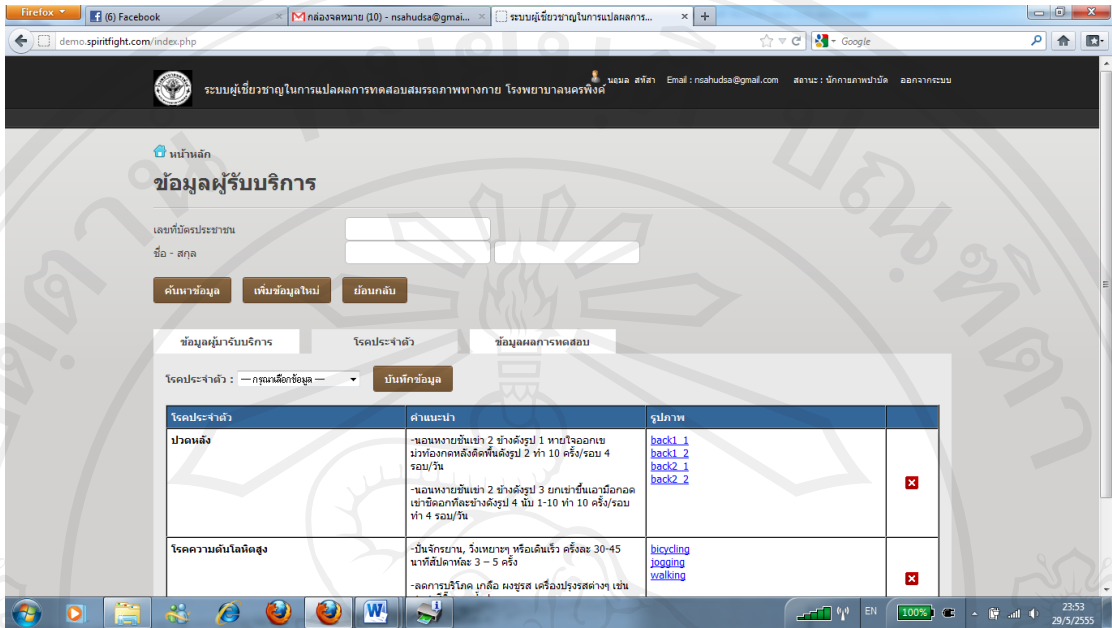 Firefox
(6) Facebook
กล่องจดหมาย (10) - nsahudsa@gmai...
ระบบผู้เชี่ยวชาญในการแปลผลการ...
demo.spiritfight.com/index.php
Google
ระบบผู้เชี่ยวชาญในการแปลผลการทดสอบสมรรถภาพทางกาย โรงพยาบาลนครพิงค์
นฤมล สหัสา Email : nsahudsa@gmail.com สถานะ : นักกายภาพบำบัด ออกจากระบบ
หน้าหลัก
ข้อมูลผู้รับบริการ
เลขที่บัตรประชาชน
ชื่อ - สกุล
ค้นหาข้อมูล เพิ่มข้อมูลใหม่ ย้อนกลับ
ข้อมูลผู้มารับบริการ โรคประจำตัว ข้อมูลผลการทดสอบ
โรคประจำตัว : --- กรุณาเลือกข้อมูล --- บันทึกข้อมูล
โรคประจำตัว คำแนะนำ รูปภาพ
ปวดหลัง
-นอนหงายชันเข่า 2 ข้างดังรูป 1 หายใจออกเข
ม่วท้องกดหลังติดพื้นดังรูป 2 ทำ 10 ครั้ง/รอบ 4
รอบ/วัน
-นอนหงายชันเข่า 2 ข้างดังรูป 3 ยกเข่าขึ้นเอามือกอด
เข่าชิดอกทีละข้างดังรูป 4 นับ 1-10 ทำ 10 ครั้ง/รอบ
ทำ 4 รอบ/วัน
back1_1
back1_2
back2_1
back2_2
โรคความดันโลหิตสูง
-ปั่นจักรยาน, วิ่งเหยาะๆ หรือเดินเร็ว ครั้งละ 30-45
นาทีสัปดาห์ละ 3 – 5 ครั้ง
-ลดการบริโภค เกลือ ผงชูรส เครื่องปรุงรสต่างๆ เช่น
bicycling
jogging
walking
EN
100%
23:53
29/5/2555